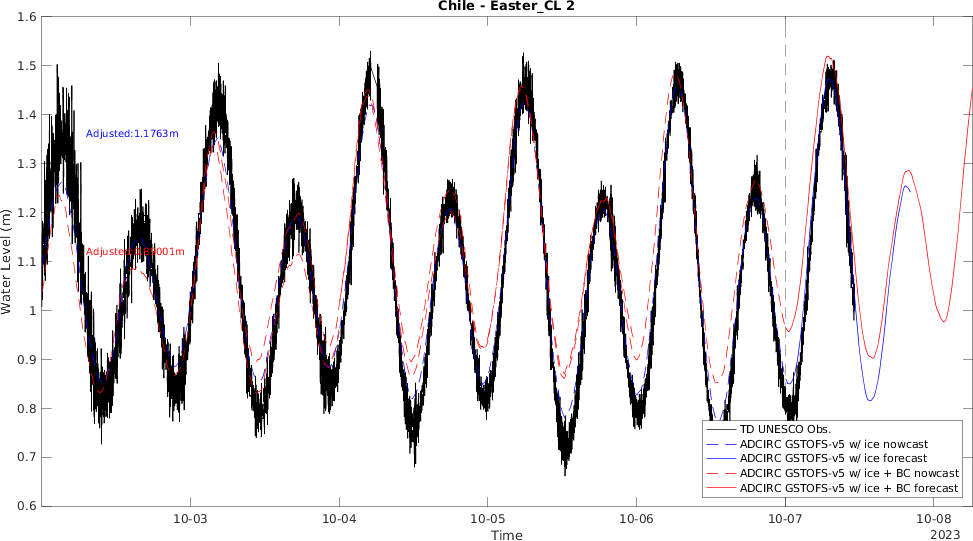 Chile - Easter_CL 2
1.6
1.5
1.4
1.3
1.2
1.1
1
0.9
0.8
0.7
0.6
Water Level (m)
Adjusted:1.1763m
TD UNESCO Obs.
ADCIRC GSTOFS-v5 w/ ice nowcast
ADCIRC GSTOFS-v5 w/ ice forecast
ADCIRC GSTOFS-v5 w/ ice + BC nowcast
ADCIRC GSTOFS-v5 w/ ice + BC forecast
10-03
10-04
10-05
10-06
10-07
10-08
Time
2023